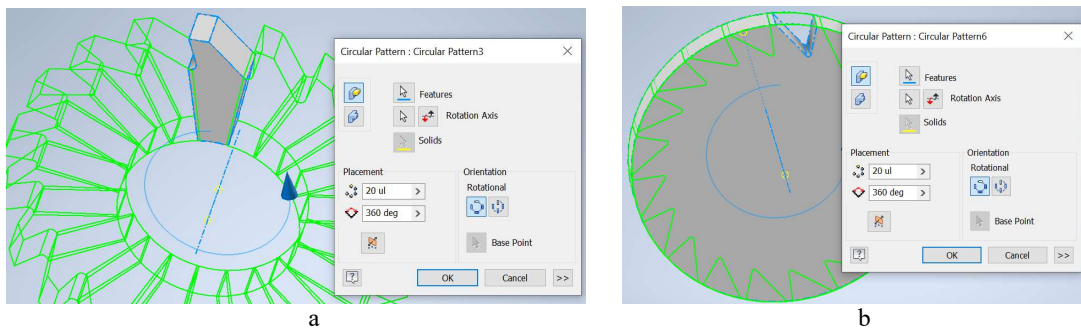 Circular Pattern : Circular Pattern3
Features
Rotation Axis
Solids
Placement
Orientation
20 ul
Rotational
360 deg
Base Point
?
OK
Cancel
>>
a
Circular Pattern : Circular Pattern6
Features
Rotation Axis
Solids
Placement
Orientation
20 ul
Rotational
360 deg
Base Point
?
OK
Cancel
>>
b